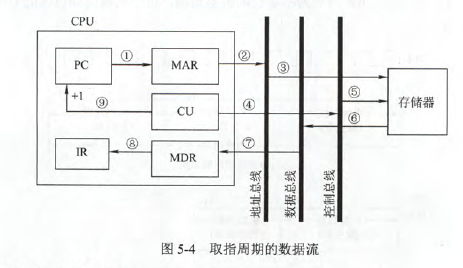 CPU
PC
①
MAR
②
③
+1
⑨
CU
④
⑤
存储器
⑥
IR
⑧
MDR
⑦
地址总线
数据总线
控制总线
图 5-4 取指周期的数据流